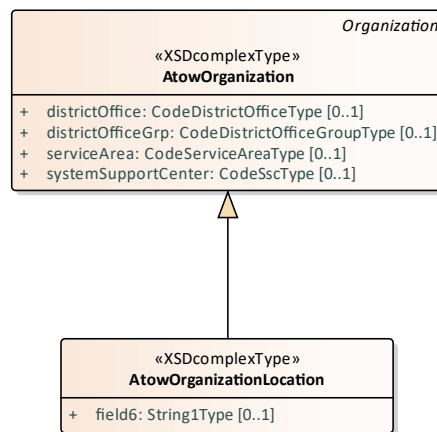 Organization
«XSDcomplexType»
AtowOrganization
+ districtOffice: CodeDistrictOfficeType [0..1]
+ districtOfficeGrp: CodeDistrictOfficeGroupType [0..1]
+ serviceArea: CodeServiceAreaType [0..1]
+ systemSupportCenter: CodeSscType [0..1]
«XSDcomplexType»
AtowOrganizationLocation
+ field6: String1Type [0..1]